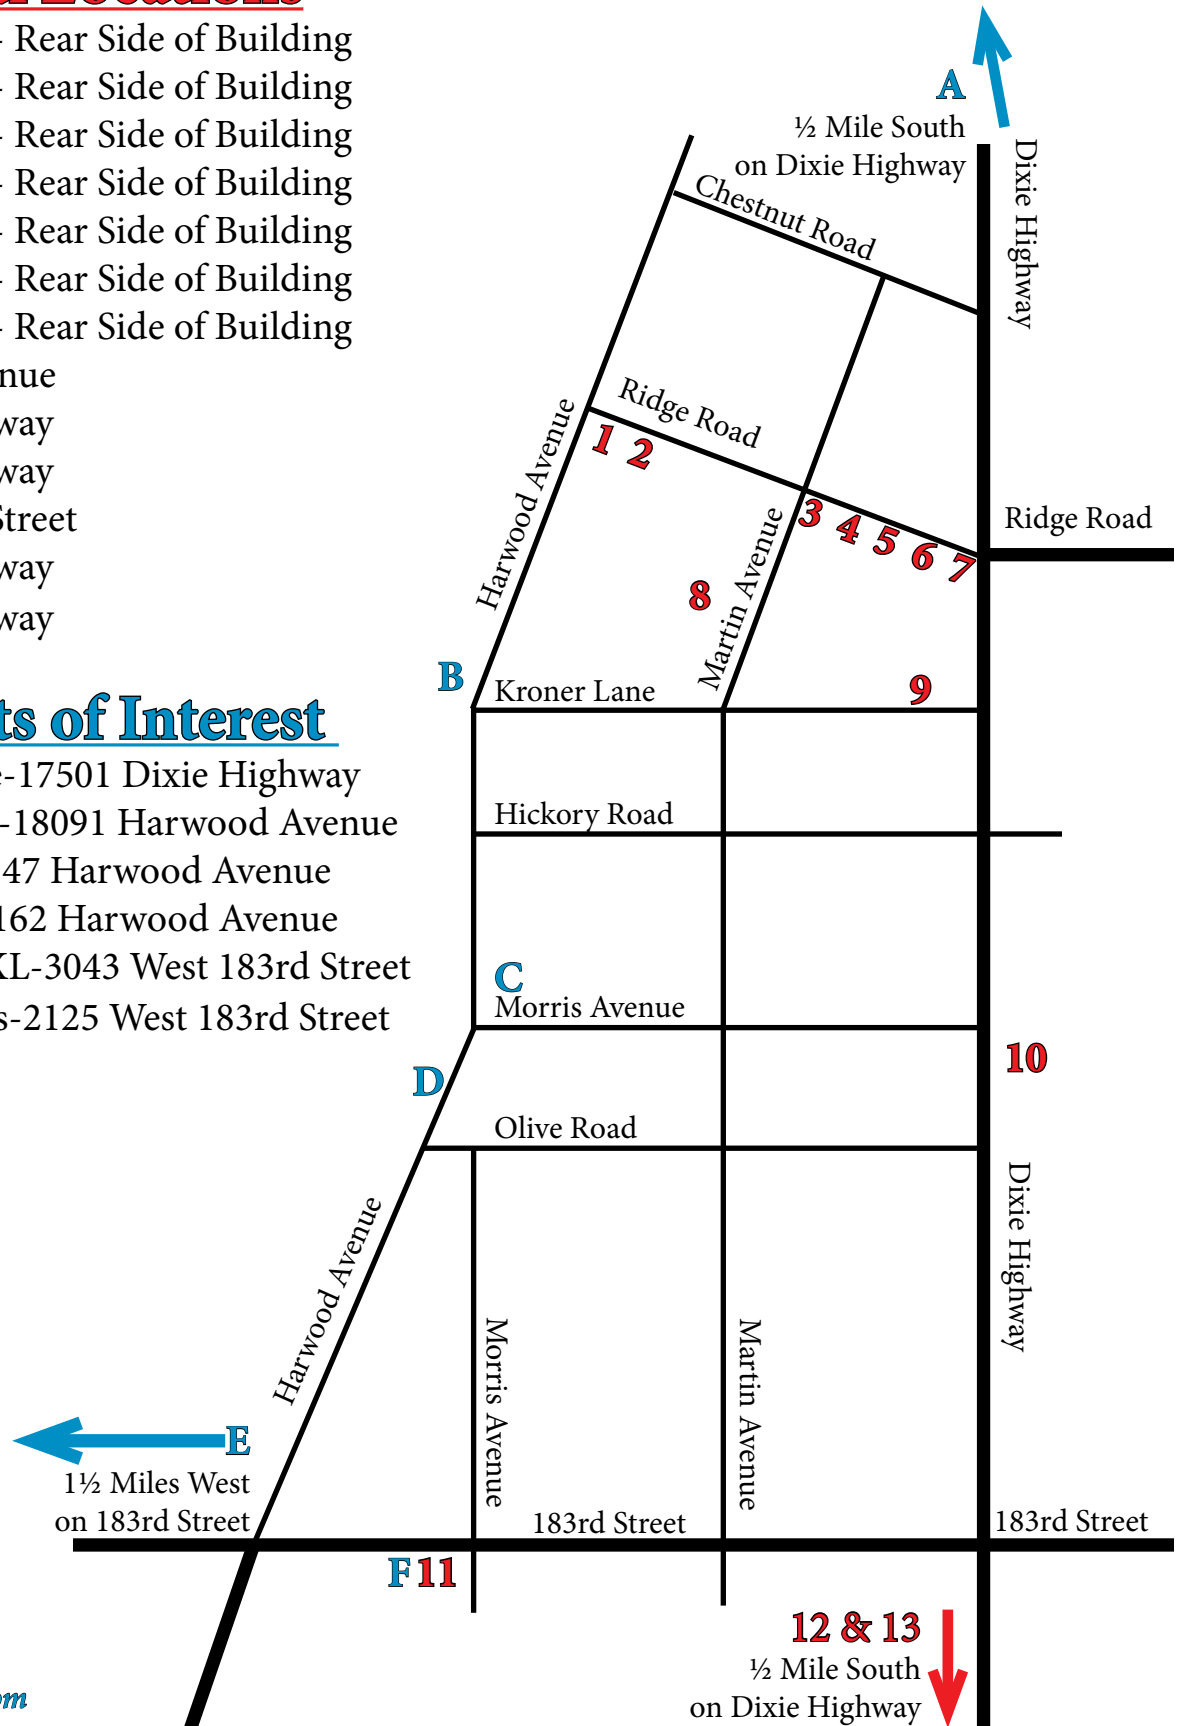 Locations
- Rear Side of Building
- Rear Side of Building
- Rear Side of Building
- Rear Side of Building
- Rear Side of Building
- Rear Side of Building
- Rear Side of Building
nue
way
way
Street
way
way
ts of Interest
e-17501 Dixie Highway
-18091 Harwood Avenue
47 Harwood Avenue
162 Harwood Avenue
KL-3043 West 183rd Street
s-2125 West 183rd Street
om
A
½ Mile South
on Dixie Highway
Dixie Highway
Chestnut Road
Ridge Road
Harwood Avenue
1 2
3 4 5 6 7
Ridge Road
8
Martin Avenue
B
Kroner Lane
9
Hickory Road
C
Morris Avenue
10
D
Olive Road
Dixie Highway
Harwood Avenue
Morris Avenue
Martin Avenue
E
1½ Miles West
on 183rd Street
183rd Street
183rd Street
F 11
12 & 13
½ Mile South
on Dixie Highway